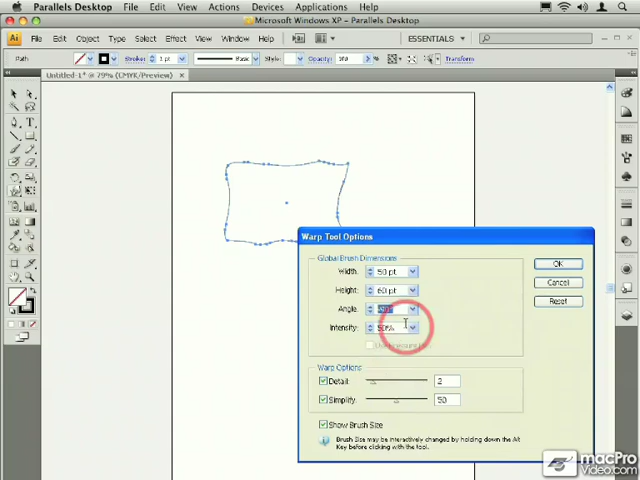 Parallels Desktop File Edit View Actions Devices Applications Window Help
Microsoft Windows XP - Parallels Desktop
Ai File Edit Object Type Select Effect View Window Help ESSENTIALS
Path Stroke: 1 pt Basic Style: Opacity: Transform
Untitled-1* @ 79% (CMYK/Preview)
Warp Tool Options
Global Brush Dimensions
Width: 50 pt OK
Height: 60 pt Cancel
Angle: Reset
Intensity: 50%
Warp Options
Detail: 2
Simplify: 50
Show Brush Size
Brush Size may be interactively changed by holding down the Alt
Key before clicking with the tool.
macPro
Video